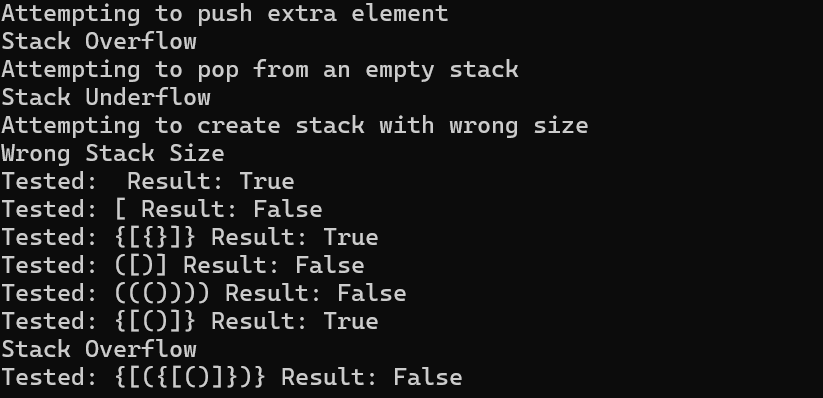 Attempting to push extra element
Stack Overflow
Attempting to pop from an empty stack
Stack Underflow
Attempting to create stack with wrong size
Wrong Stack Size
Tested:  Result: True
Tested: [ Result: False
Tested: {[{}]} Result: True
Tested: ([)] Result: False
Tested: ((())))​ Result: False
Tested: {[()]} Result: True
Stack Overflow
Tested: {[({[()]})} Result: False